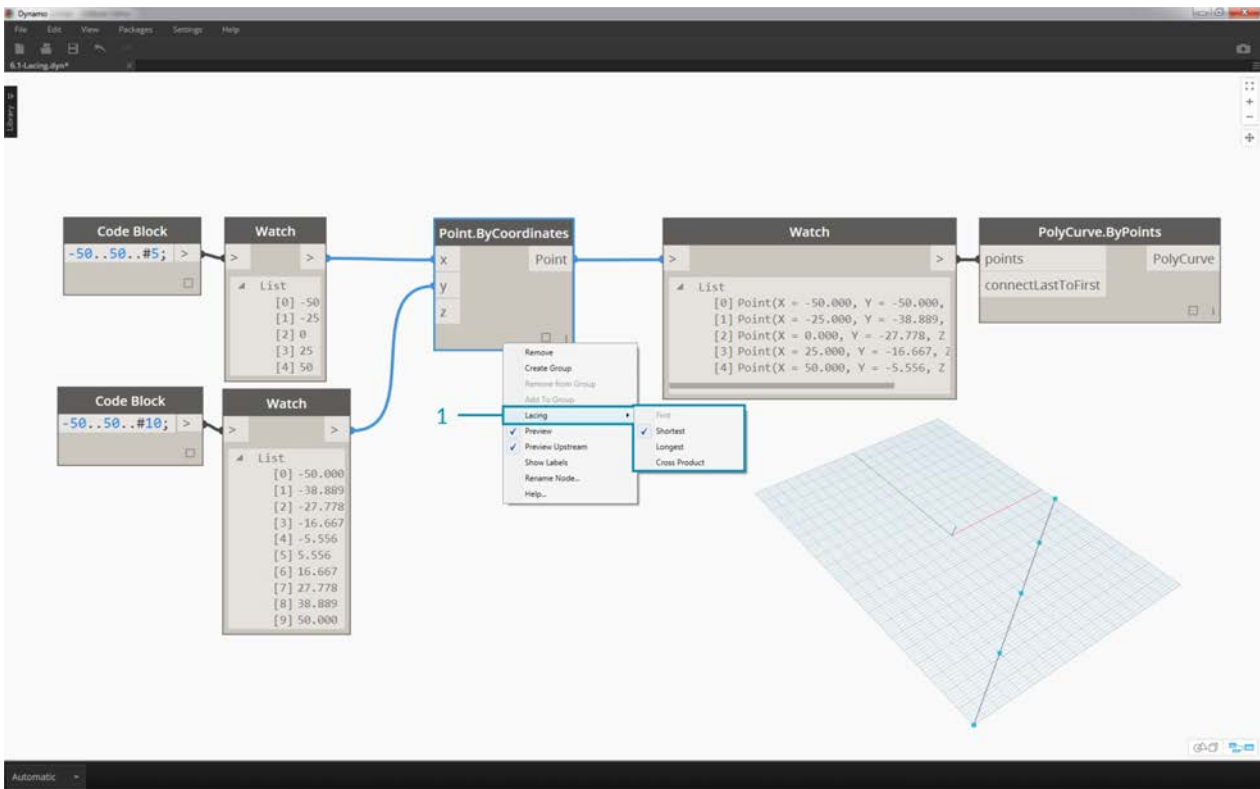 Dynamo
File Edit View Packages Settings Help
6.1-Lacing.dyn*
Library
Code Block
-50..50..#5; >
Watch
> >
List
[0] -50
[1] -25
[2] 0
[3] 25
[4] 50
Code Block
-50..50..#10; >
Watch
> >
List
[0] -50.000
[1] -38.889
[2] -27.778
[3] -16.667
[4] -5.556
[5] 5.556
[6] 16.667
[7] 27.778
[8] 38.889
[9] 50.000
Point.ByCoordinates
x Point
y
z
Watch
> >
List
[0] Point(X = -50.000, Y = -50.000,
[1] Point(X = -25.000, Y = -38.889,
[2] Point(X = 0.000, Y = -27.778, Z
[3] Point(X = 25.000, Y = -16.667, Z
[4] Point(X = 50.000, Y = -5.556, Z
PolyCurve.ByPoints
points PolyCurve
connectLastToFirst
1
Remove
Create Group
Remove from Group
Add To Group
Lacing
Preview
Preview Upstream
Show Labels
Rename Node...
Help...
First
Shortest
Longest
Cross Product
Automatic